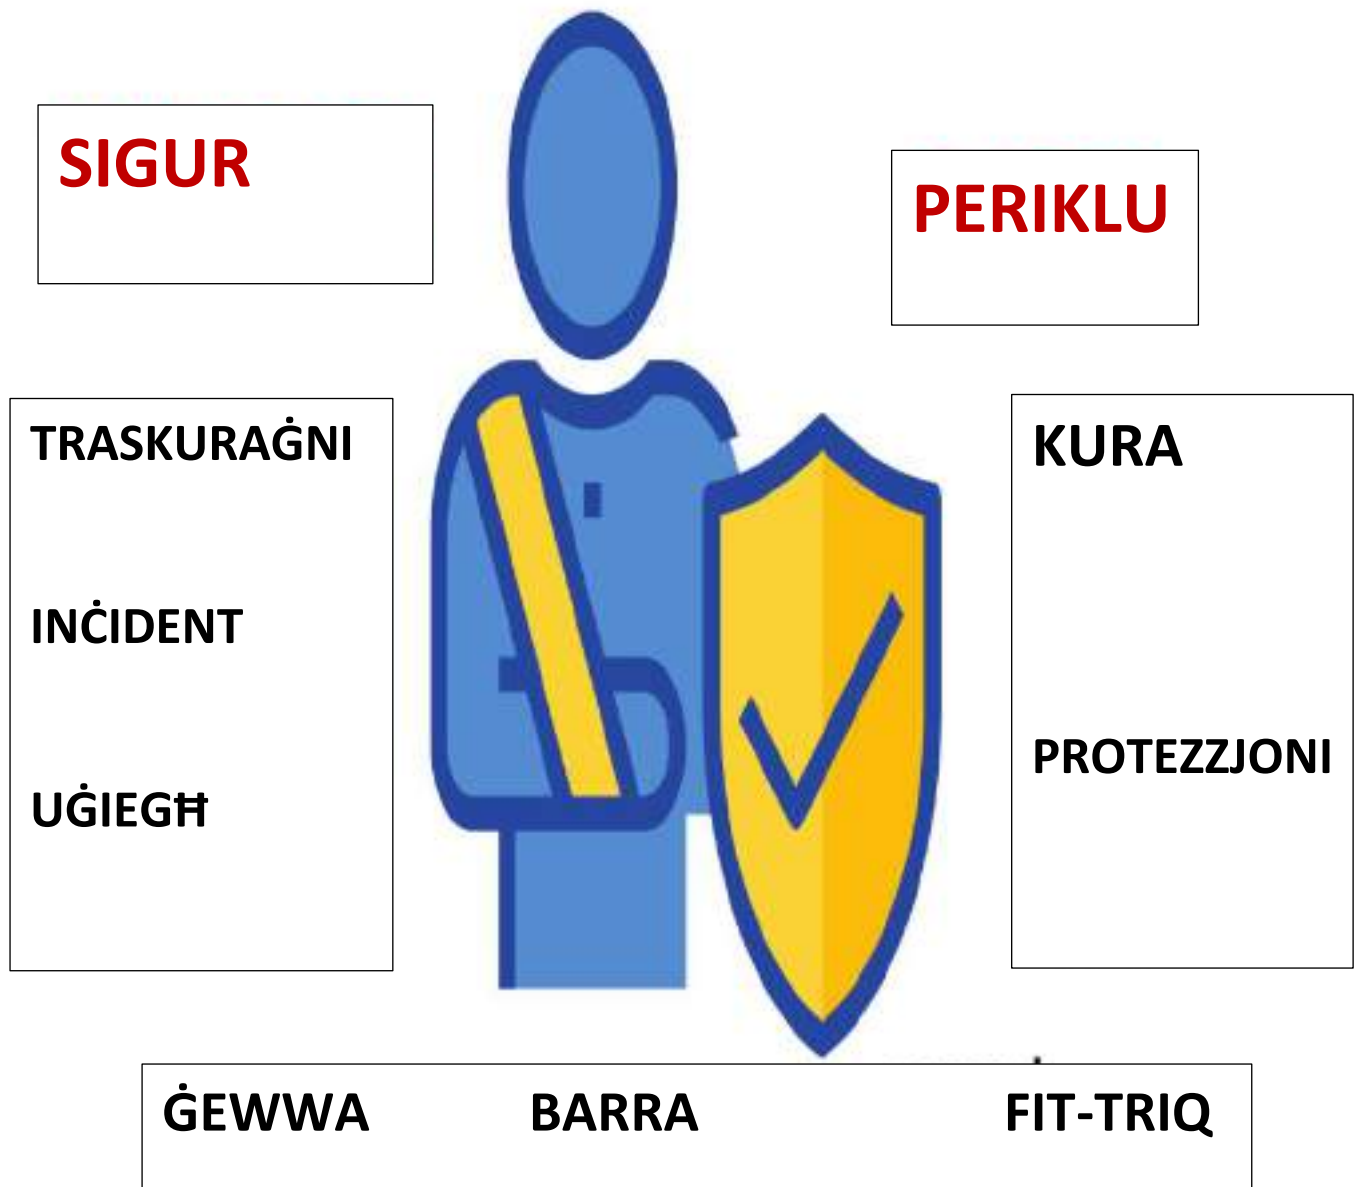 SIGUR
PERIKLU
TRASKURAĠNI
INĊIDENT
UĠIEGĦ
KURA
PROTEZZJONI
ĠEWWA BARRA FIT-TRIQ